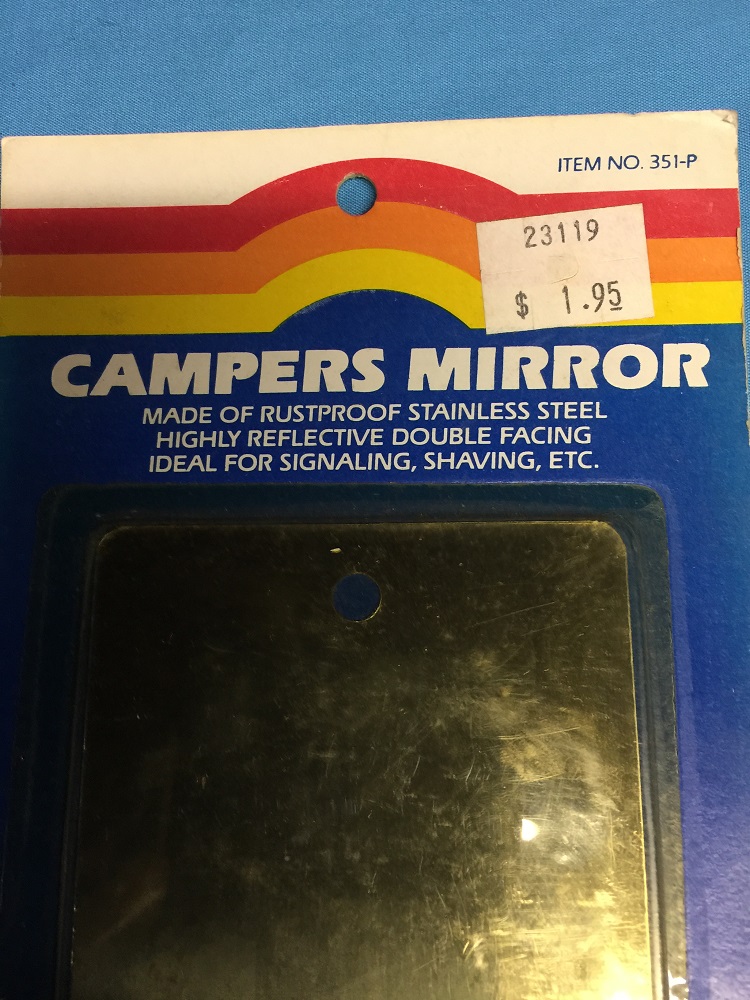 ITEM NO. 351-P
23119
$ 1.95
CAMPERS MIRROR
MADE OF RUSTPROOF STAINLESS STEEL
HIGHLY REFLECTIVE DOUBLE FACING
IDEAL FOR SIGNALING, SHAVING, ETC.